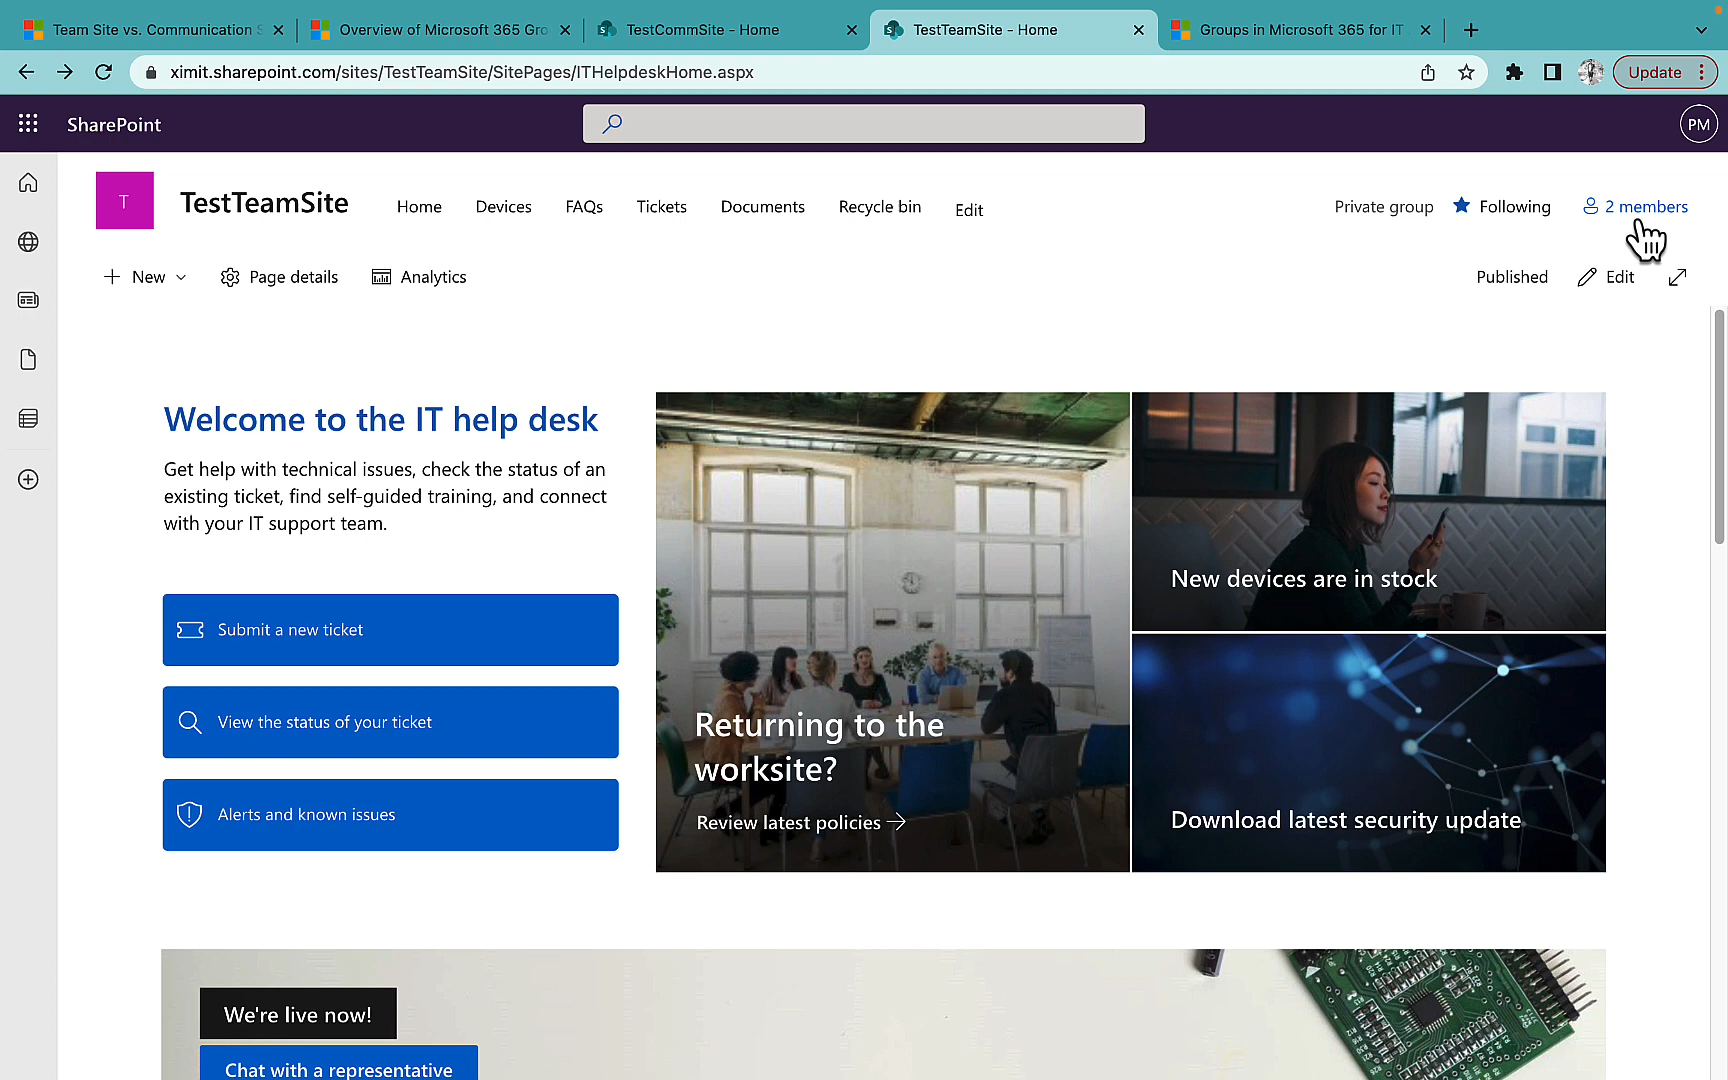 Team Site vs. Communication S
Overview of Microsoft 365 Gro
TestCommSite - Home
TestTeamSite - Home
Groups in Microsoft 365 for IT
ximit.sharepoint.com/sites/TestTeamSite/SitePages/ITHelpdeskHome.aspx
Update
SharePoint
PM
T
TestTeamSite
Home
Devices
FAQs
Tickets
Documents
Recycle bin
Edit
Private group
Following
2 members
New
Page details
Analytics
Published
Edit
Welcome to the IT help desk
Get help with technical issues, check the status of an
existing ticket, find self-guided training, and connect
with your IT support team.
Submit a new ticket
View the status of your ticket
Alerts and known issues
Returning to the
worksite?
Review latest policies
New devices are in stock
Download latest security update
We're live now!
Chat with a representative